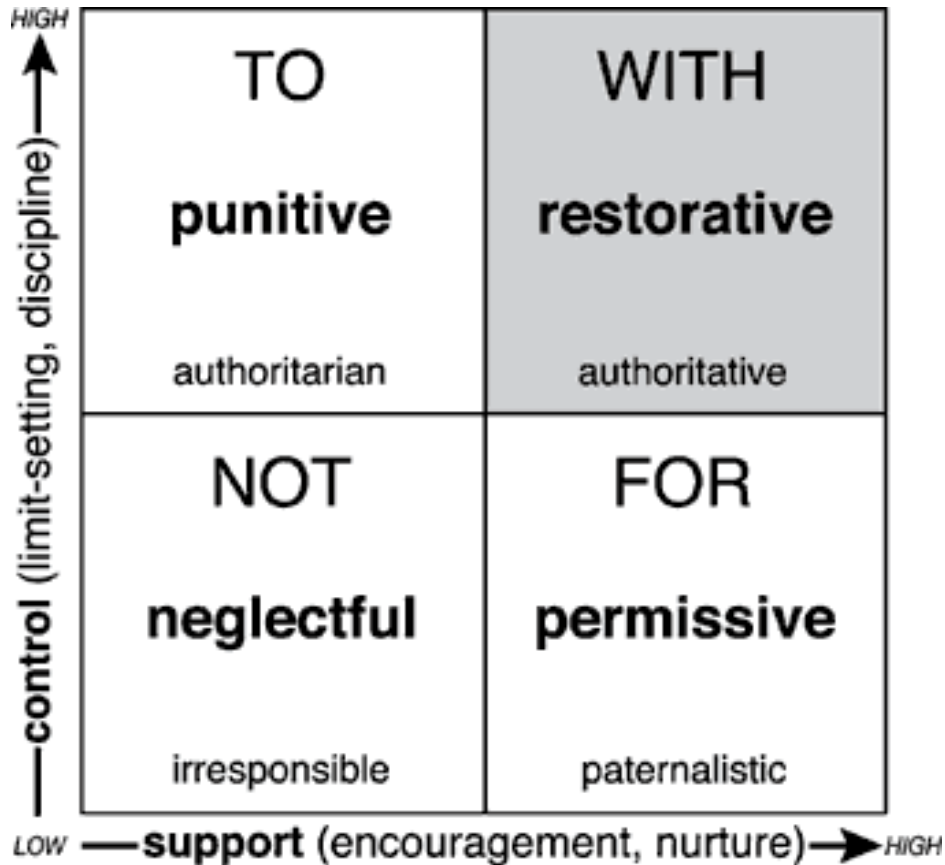 HIGH
TO
punitive
authoritarian
WITH
restorative
authoritative
NOT
neglectful
irresponsible
FOR
permissive
paternalistic
control (limit-setting, discipline)
LOW
support (encouragement, nurture)
HIGH